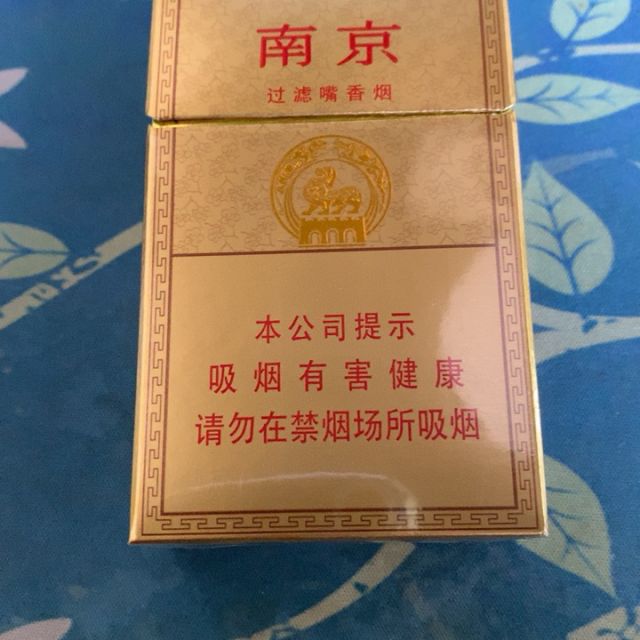 南京
过滤嘴香烟
本公司提示
吸烟有害健康
请勿在禁烟场所吸烟